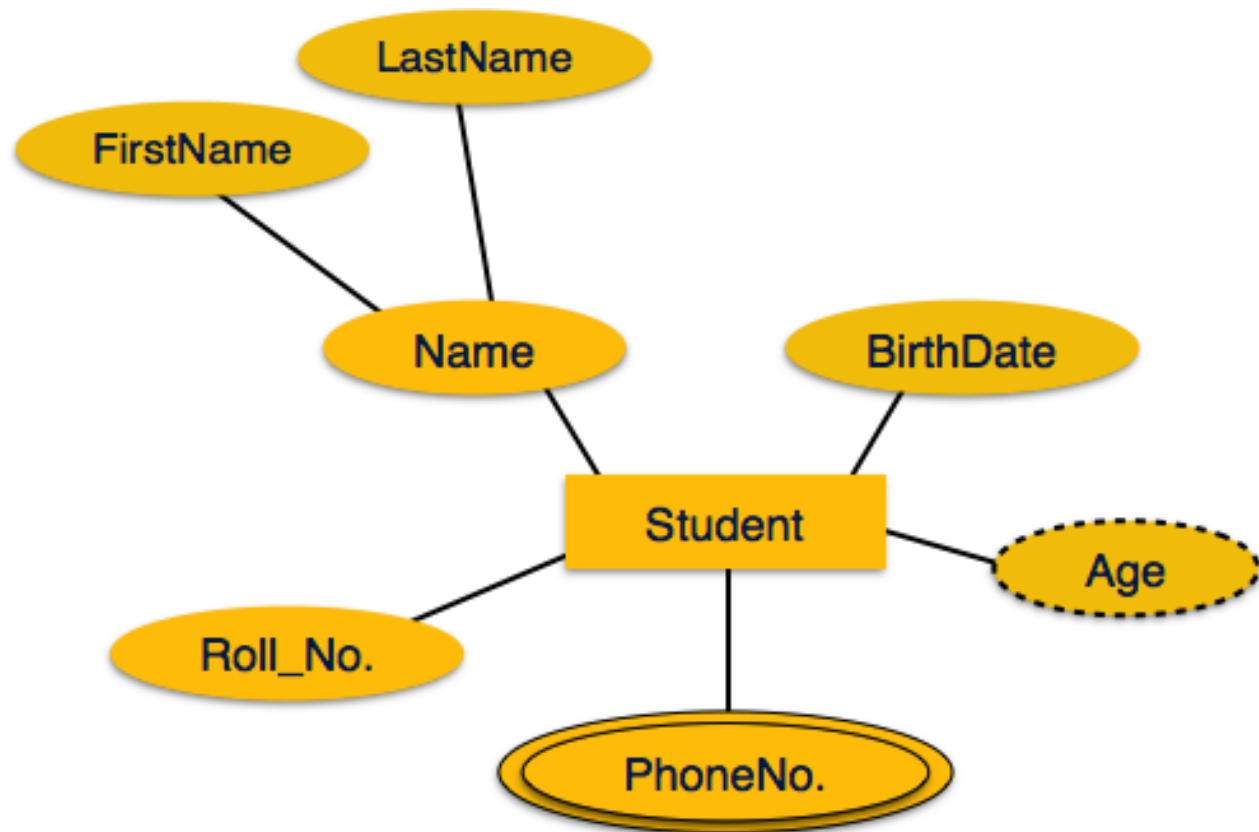 LastName
FirstName
Name
BirthDate
Student
Age
Roll_No.
PhoneNo.